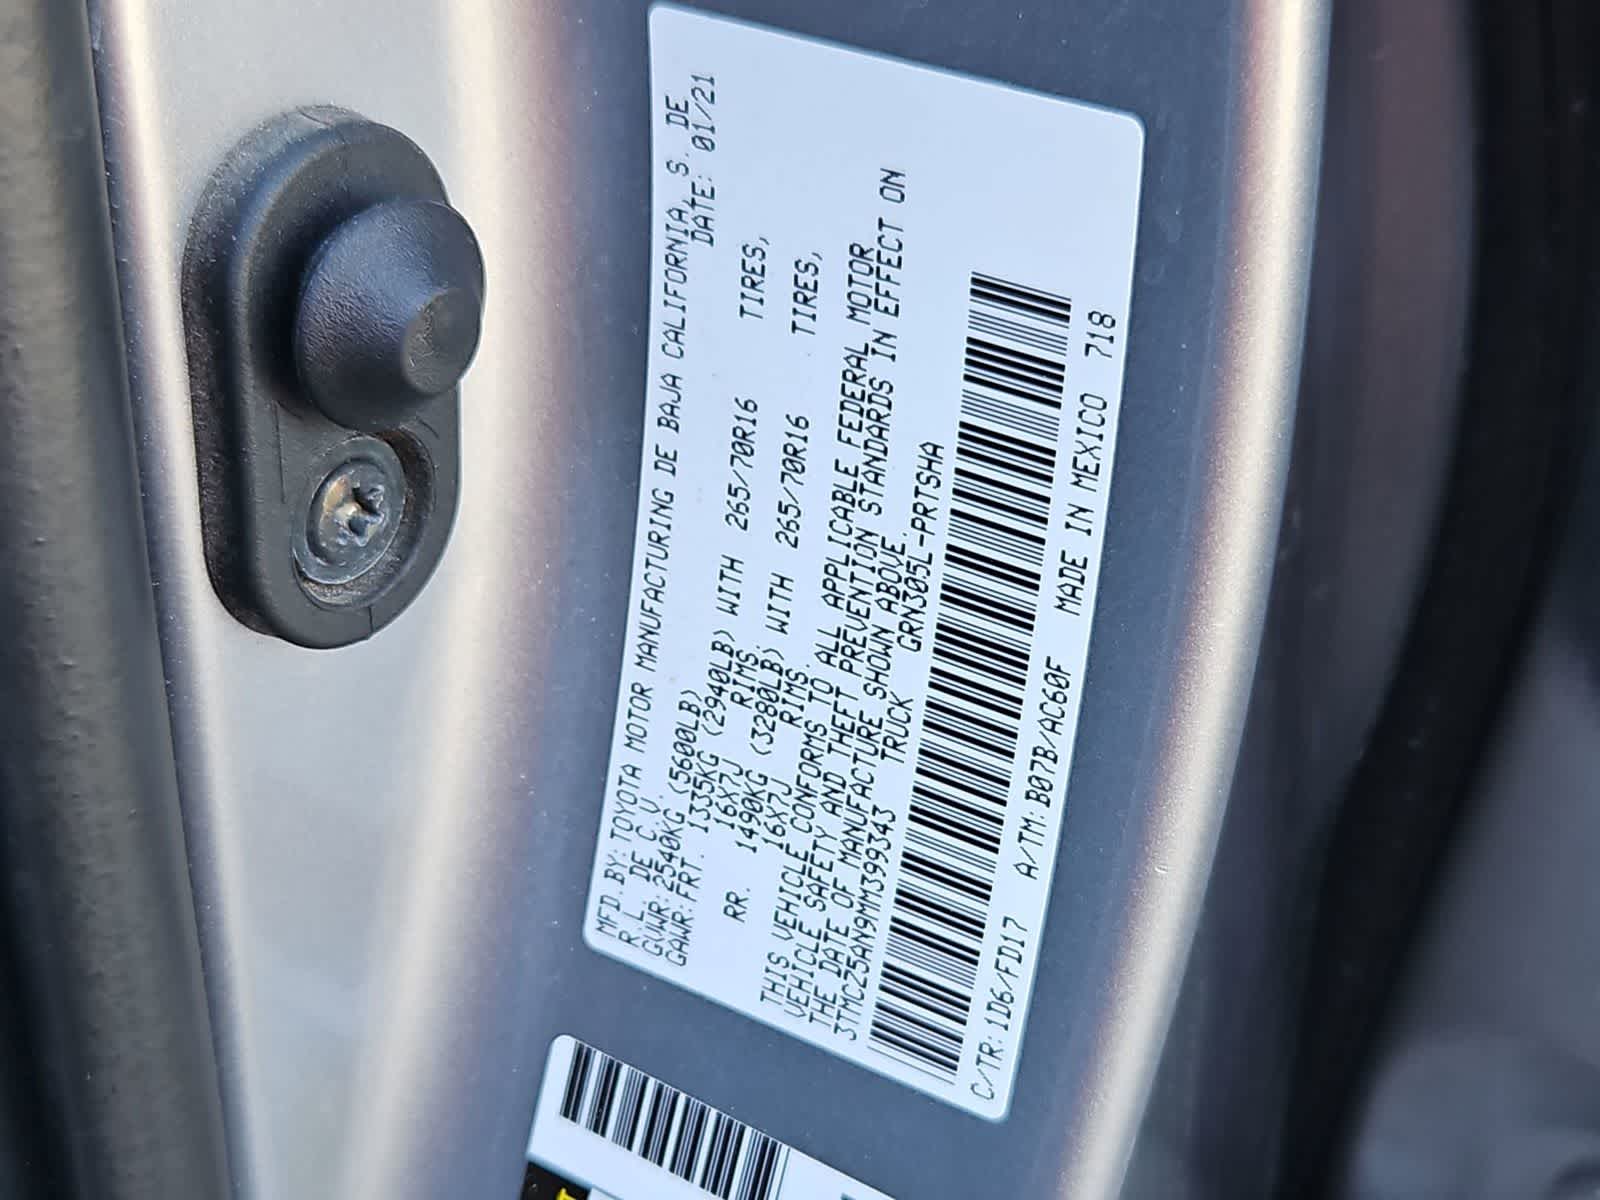 MFD.BY:TOYOTA MOTOR MANUFACTURING DE BAJA CALIFORNIA, S. DE
R.L. DE C.V. DATE: 01/21
GVWR:2540KG (5600LB)
GAWR:FRT. 1335KG (2940LB) WITH 265/70R16 TIRES,
16X7J RIMS.
RR. 1490KG (3280LB) WITH 265/70R16 TIRES,
16X7J RIMS.
THIS VEHICLE CONFORMS TO ALL APPLICABLE FEDERAL MOTOR
VEHICLE SAFETY AND THEFT PREVENTION STANDARDS IN EFFECT ON
THE DATE OF MANUFACTURE SHOWN ABOVE.
3TMCZ5AN9MM399343 TRUCK GRN305L-PRTSHA
C/TR:1D6/FD17 A/TM:B07B/AC60F MADE IN MEXICO 718